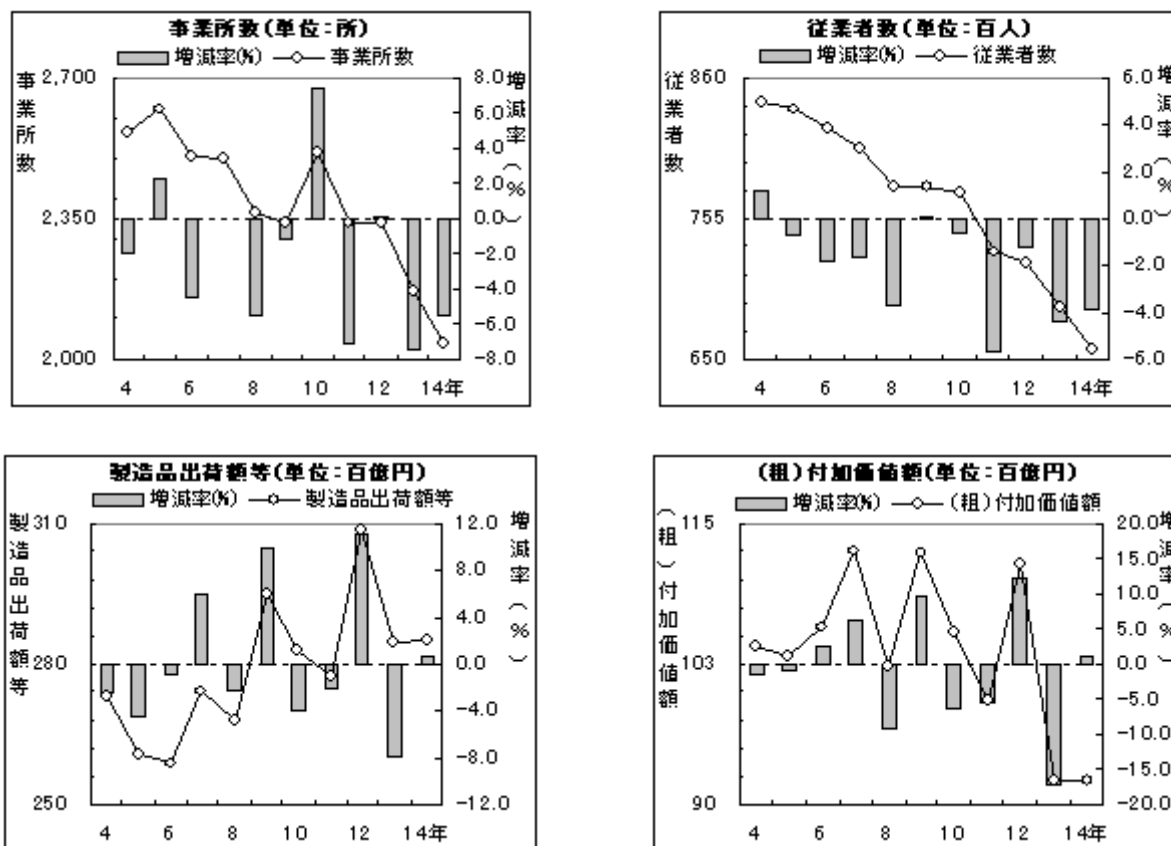 事業所数(単位:所)
増減率(%) 事業所数
事業所数
2,700
2,350
2,000
8.0
6.0
4.0
2.0
0.0
-2.0
-4.0
-6.0
-8.0
増減率(%)
4 6 8 10 12 14年
従業者数(単位:百人)
増減率(%) 従業者数
従業者数
860
755
650
6.0
4.0
2.0
0.0
-2.0
-4.0
-6.0
増減率(%)
4 6 8 10 12 14年
製造品出荷額等(単位:百億円)
増減率(%) 製造品出荷額等
製造品出荷額等
310
280
250
12.0
8.0
4.0
0.0
-4.0
-8.0
-12.0
増減率(%)
4 6 8 10 12 14年
(粗)付加価値額(単位:百億円)
増減率(%) (粗)付加価値額
(粗)付加価値額
115
103
90
20.0
15.0
10.0
5.0
0.0
-5.0
-10.0
-15.0
-20.0
増減率(%)
4 6 8 10 12 14年